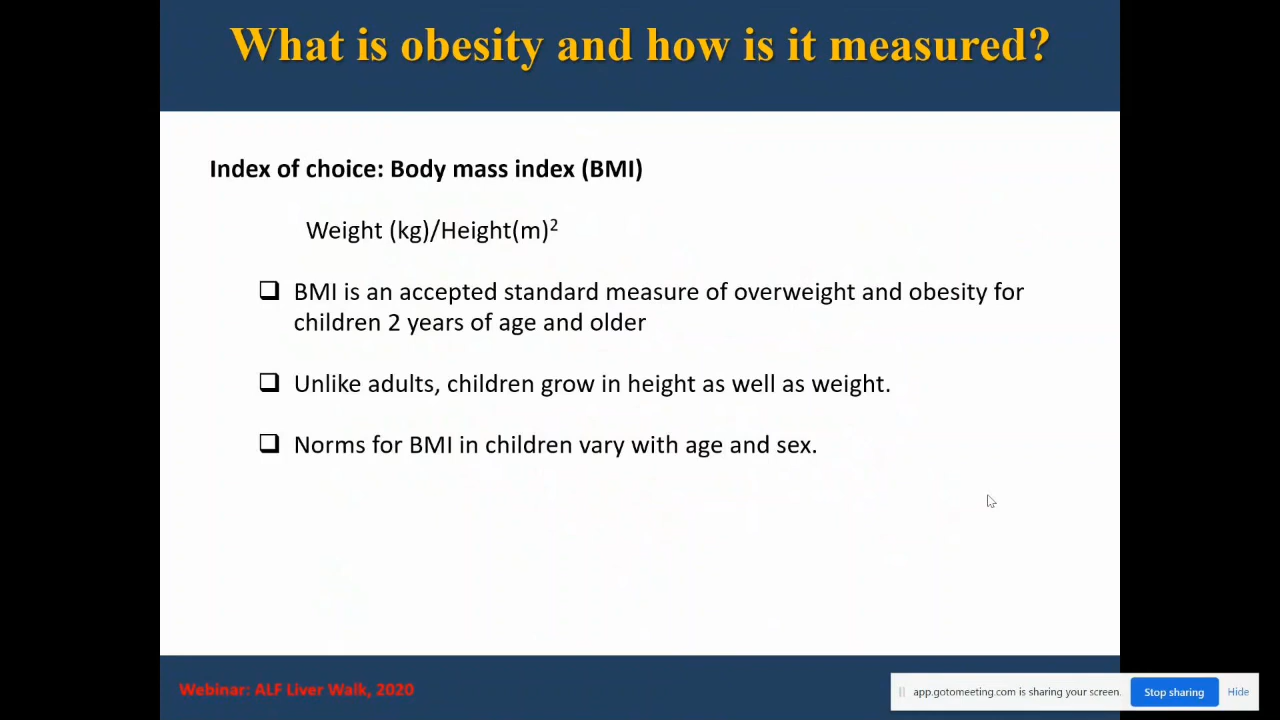 What is obesity and how is it measured?
Index of choice: Body mass index (BMI)
Weight (kg)/Height(m)²
❑ BMI is an accepted standard measure of overweight and obesity for
children 2 years of age and older
❑ Unlike adults, children grow in height as well as weight.
❑ Norms for BMI in children vary with age and sex.
Webinar: ALF Liver Walk, 2020
app.gotomeeting.com is sharing your screen. Stop sharing Hide